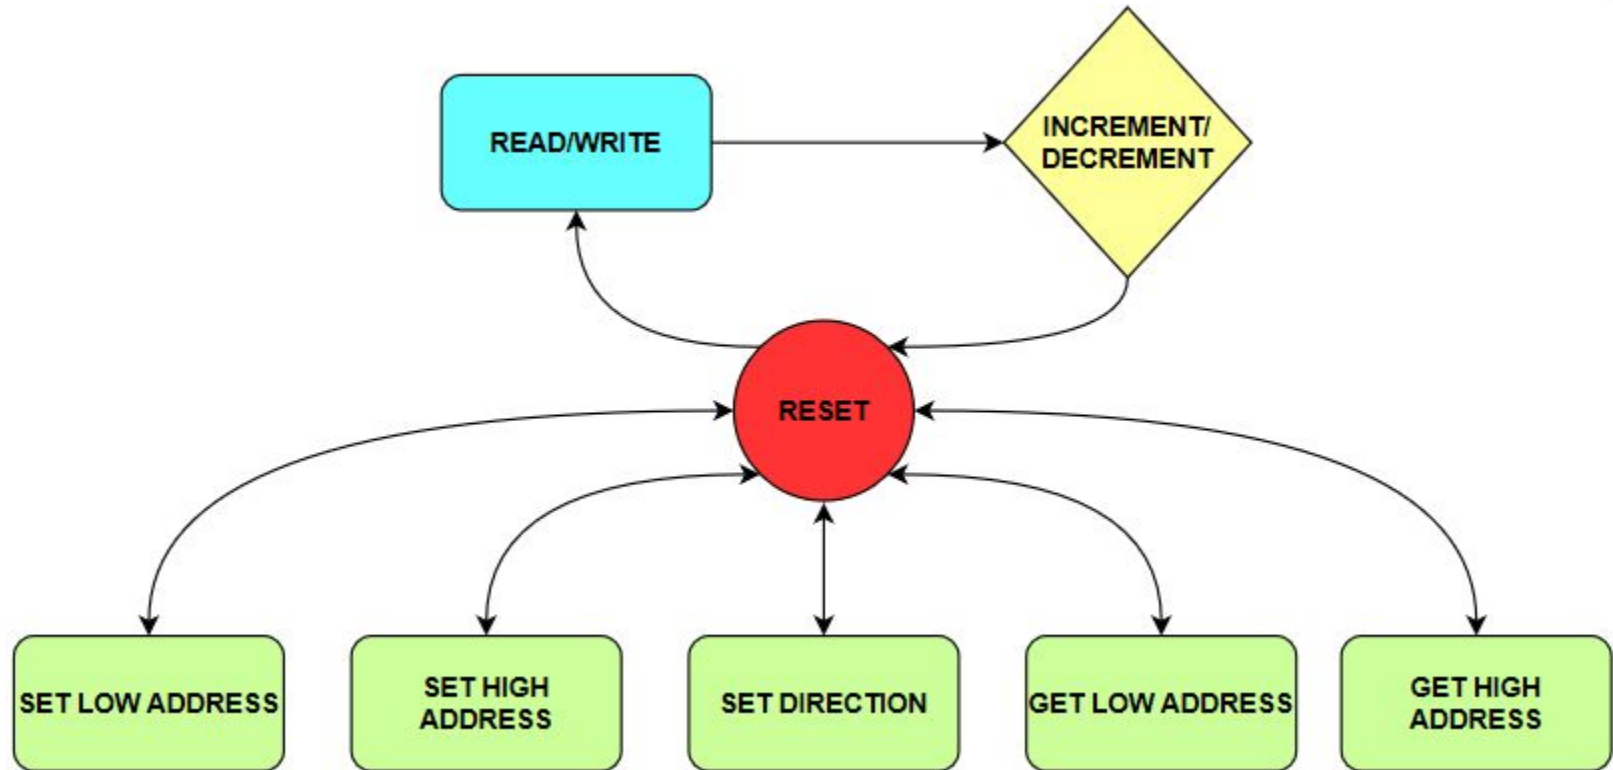 READ/WRITE
INCREMENT/
DECREMENT
RESET
SET LOW ADDRESS
SET HIGH
ADDRESS
SET DIRECTION
GET LOW ADDRESS
GET HIGH
ADDRESS